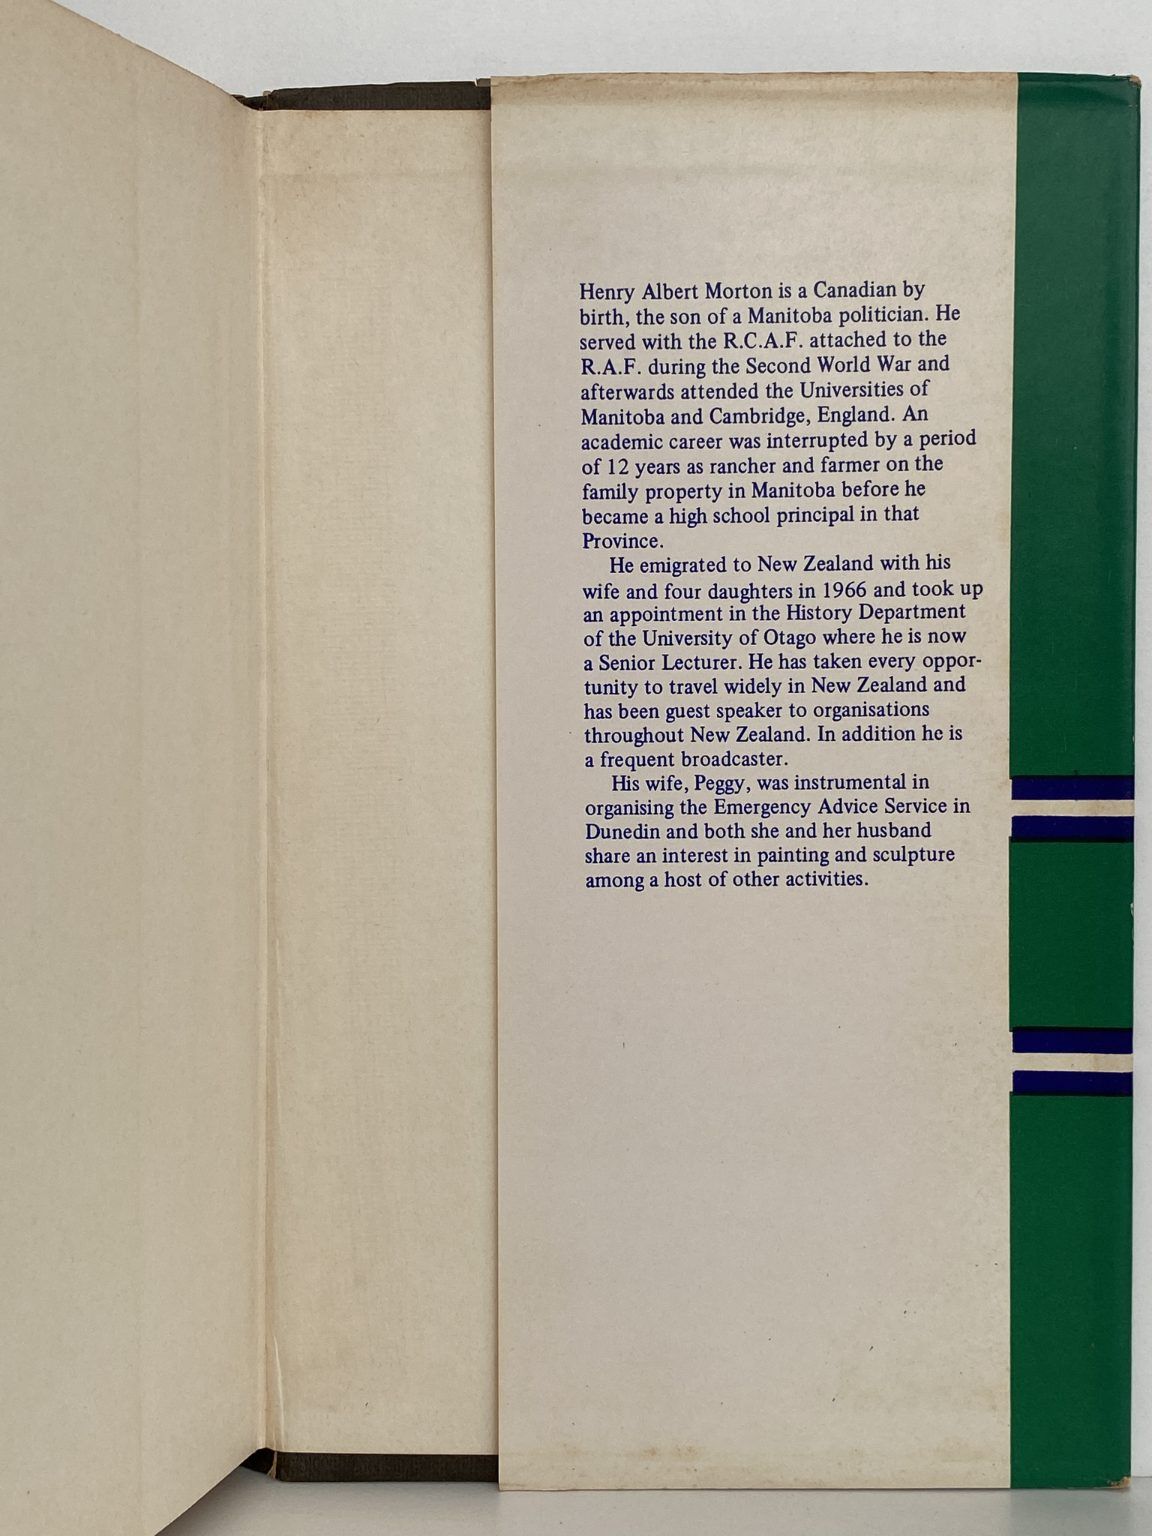 Henry Albert Morton is a Canadian by
birth, the son of a Manitoba politician. He
served with the R.C.A.F. attached to the
R.A.F. during the Second World War and
afterwards attended the Universities of
Manitoba and Cambridge, England. An
academic career was interrupted by a period
of 12 years as rancher and farmer on the
family property in Manitoba before he
became a high school principal in that
Province.
He emigrated to New Zealand with his
wife and four daughters in 1966 and took up
an appointment in the History Department
of the University of Otago where he is now
a Senior Lecturer. He has taken every oppor-
tunity to travel widely in New Zealand and
has been guest speaker to organisations
throughout New Zealand. In addition he is
a frequent broadcaster.
His wife, Peggy, was instrumental in
organising the Emergency Advice Service in
Dunedin and both she and her husband
share an interest in painting and sculpture
among a host of other activities.